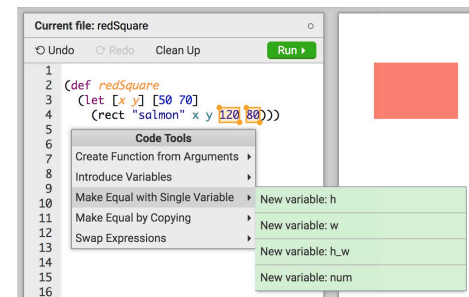 Current file: redSquare
Undo Redo Clean Up Run
1
2 (def redSquare
3 (let [x y] [50 70]
4 (rect "salmon" x y 120 80)))
5
6
7
8
9
10
11
12
13
14
15
16
Code Tools
Create Function from Arguments
Introduce Variables
Make Equal with Single Variable
Make Equal by Copying
Swap Expressions
New variable: h
New variable: w
New variable: h_w
New variable: num